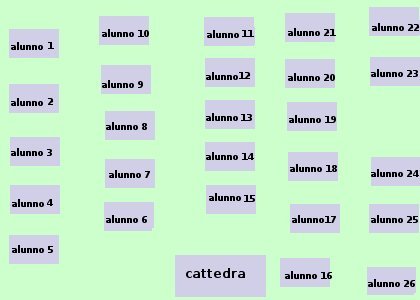 alunno 1
alunno 10
alunno 11
alunno 21
alunno 22
alunno 2
alunno 9
alunno12
alunno 20
alunno 23
alunno 3
alunno 8
alunno 13
alunno 19
alunno 4
alunno 7
alunno 14
alunno 18
alunno 24
alunno 5
alunno 6
alunno 15
alunno17
alunno 25
cattedra
alunno 16
alunno 26